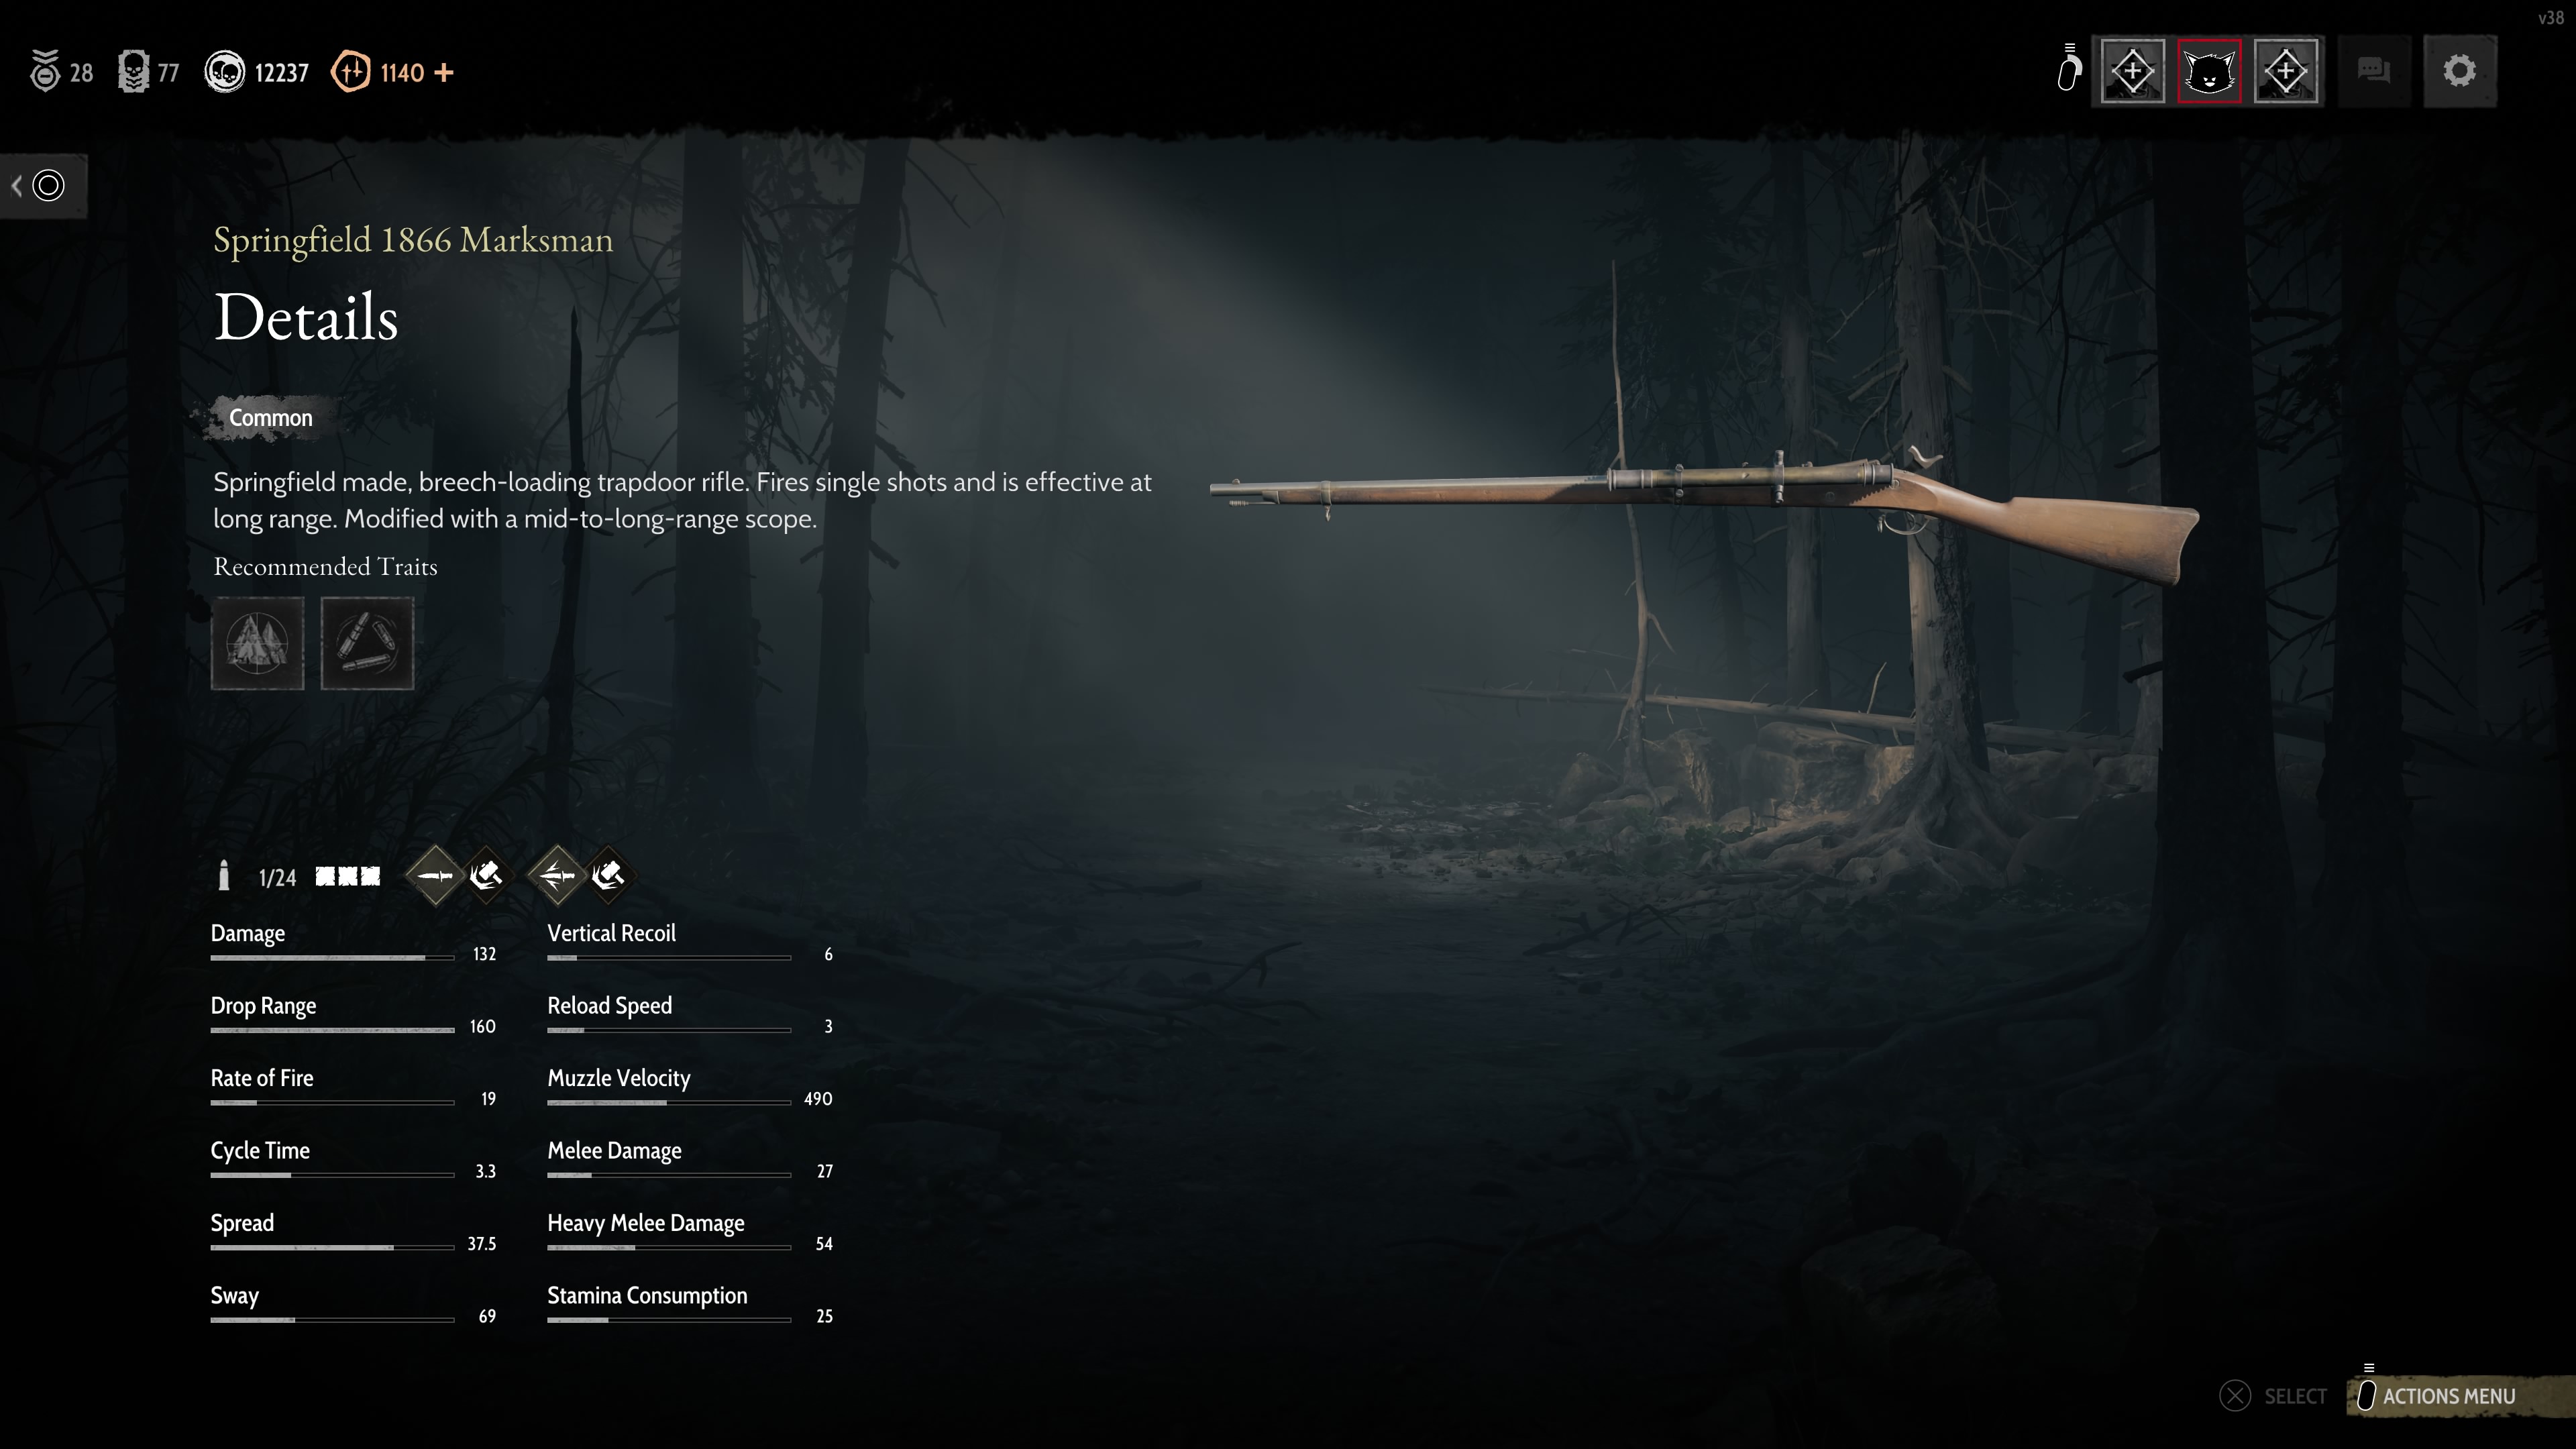 v38
28 77 12237 1140 +
Springfield 1866 Marksman
Details
Common
Springfield made, breech-loading trapdoor rifle. Fires single shots and is effective at
long range. Modified with a mid-to-long-range scope.
Recommended Traits
1/24
Damage 132
Vertical Recoil 6
Drop Range 160
Reload Speed 3
Rate of Fire 19
Muzzle Velocity 490
Cycle Time 3.3
Melee Damage 27
Spread 37.5
Heavy Melee Damage 54
Sway 69
Stamina Consumption 25
SELECT
ACTIONS MENU